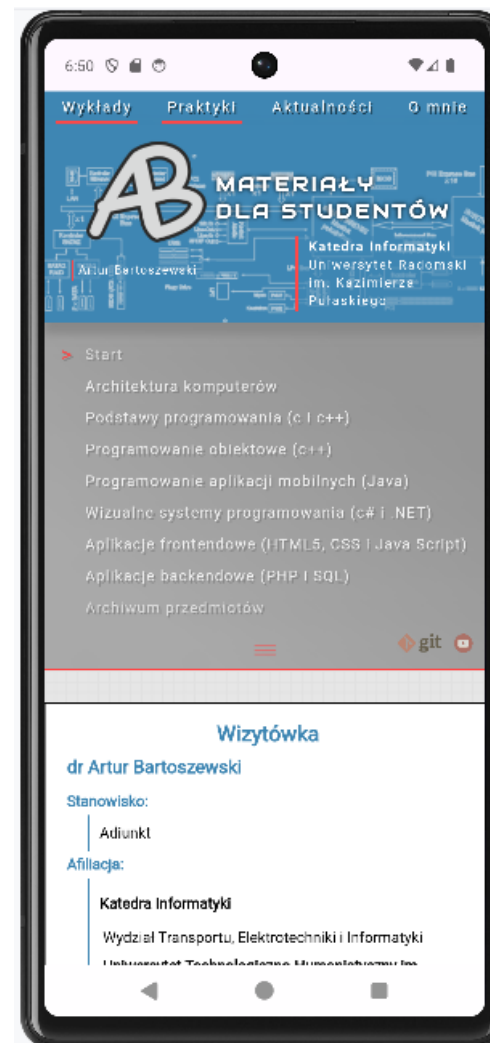 6:50
Wykłady Praktyki Aktualności O mnie
AB MATERIAŁY
DLA STUDENTÓW
Artur Bartoszewski
Katedra Informatyki
Uniwersytet Radomski
im. Kazimierza
Pułaskiego
Start
Architektura komputerów
Podstawy programowania (c i c++)
Programowanie obiektowe (c++)
Programowanie aplikacji mobilnych (Java)
Wizualne systemy programowania (c# i .NET)
Aplikacje frontendowe (HTML5, CSS i Java Script)
Aplikacje backendowe (PHP i SQL)
Archiwum przedmiotów
git
Wizytówka
dr Artur Bartoszewski
Stanowisko:
Adiunkt
Afiliacja:
Katedra Informatyki
Wydział Transportu, Elektrotechniki i Informatyki